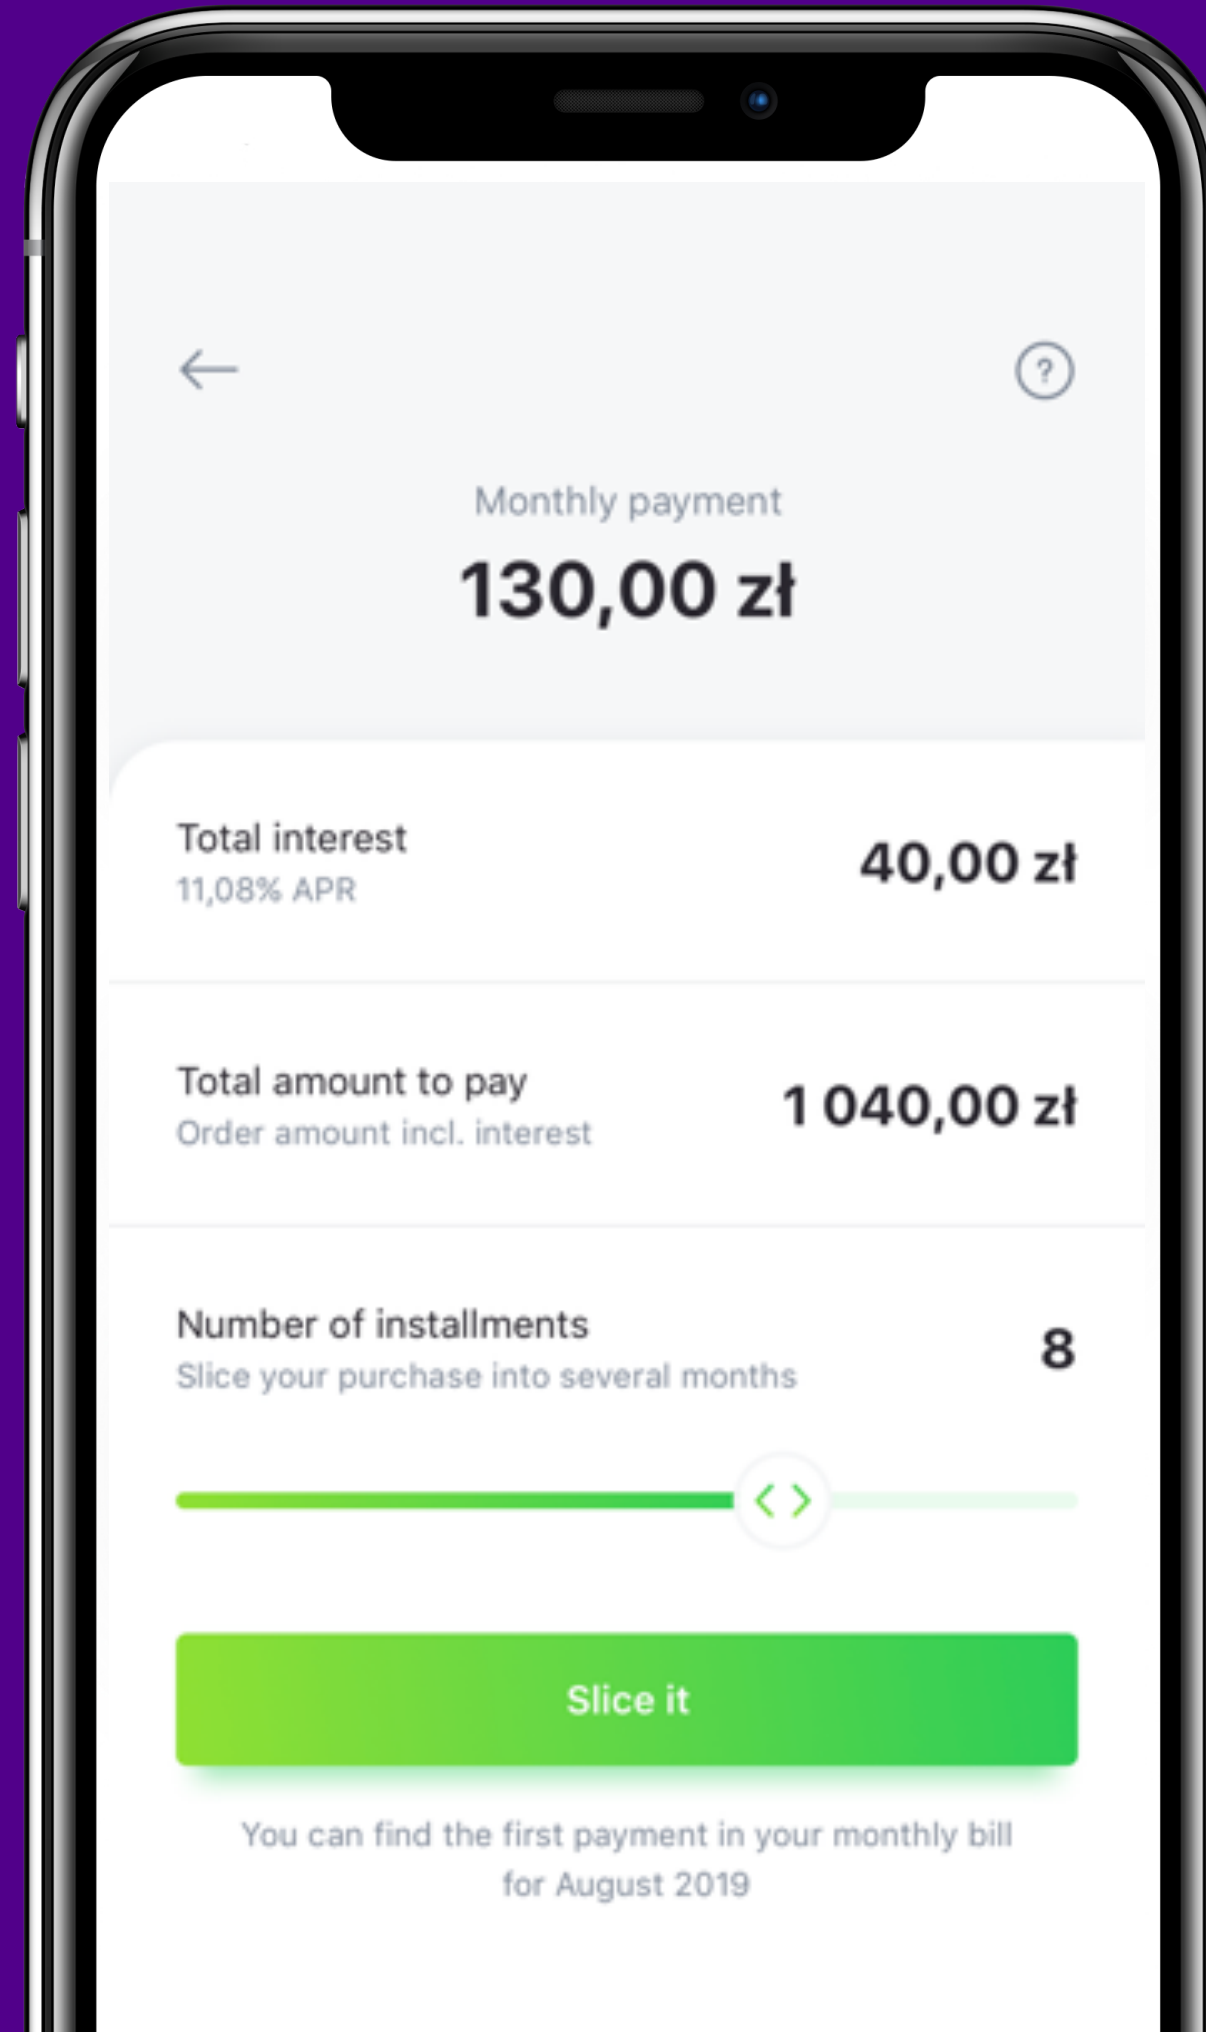 ?
Monthly payment
130,00 zł
Total interest
40,00 zł
11,08% APR
Total amount to pay
1 040,00 zł
Order amount incl. interest
Number of installments
8
Slice your purchase into several months
Slice it
You can find the first payment in your monthly bill
for August 2019